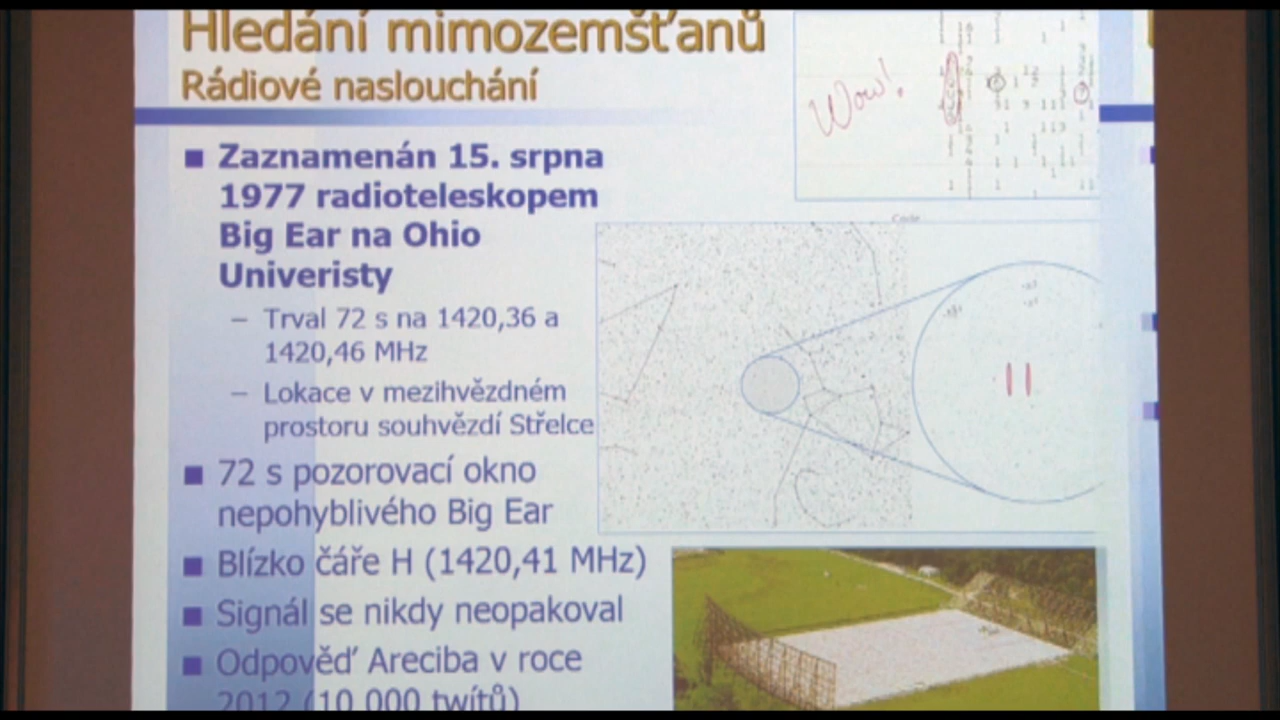 Hledání mimozemšťanů
Rádiové naslouchání
Wow!
■ Zaznamenán 15. srpna
1977 radioteleskopem
Big Ear na Ohio
Univeristy
– Trval 72 s na 1420,36 a
1420,46 MHz
– Lokace v mezihvězdném
prostoru souhvězdí Střelce
■ 72 s pozorovací okno
nepohyblivého Big Ear
■ Blízko čáře H (1420,41 MHz)
■ Signál se nikdy neopakoval
■ Odpověď Areciba v roce
2012 (10 000 twítů)